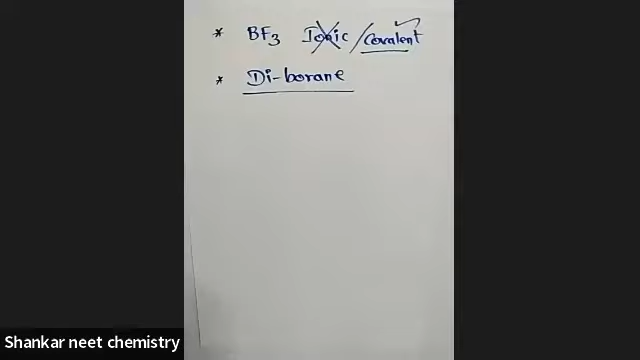 * BF3 Ionic / Covalent
* Di-borane
Shankar neet chemistry